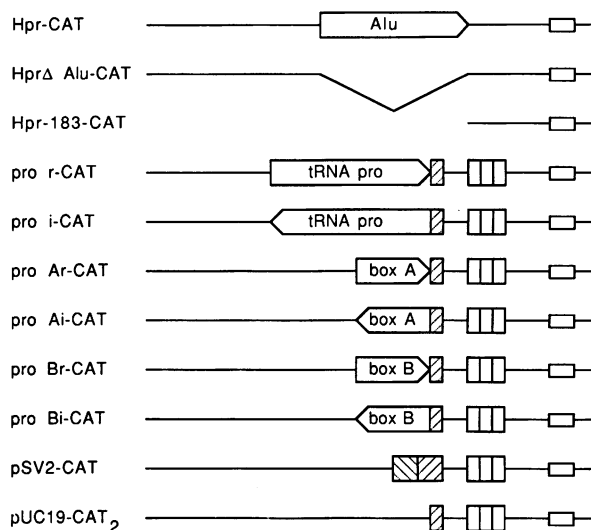 Hpr-CAT Alu
Hpr∆ Alu-CAT
Hpr-183-CAT
pro r-CAT tRNA pro
pro i-CAT tRNA pro
pro Ar-CAT box A
pro Ai-CAT box A
pro Br-CAT box B
pro Bi-CAT box B
pSV2-CAT
pUC19-CAT₂